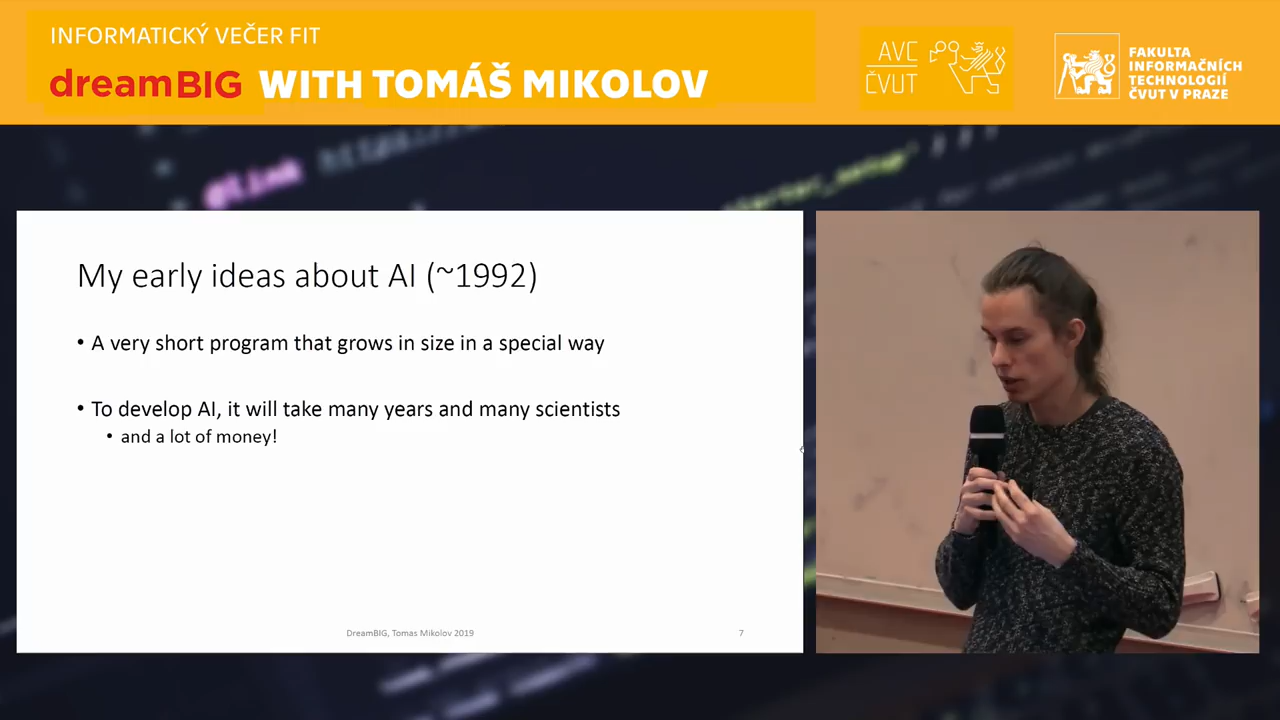 INFORMATICKÝ VEČER FIT
dreamBIG WITH TOMÁŠ MIKOLOV
AVC
ČVUT
FAKULTA
INFORMAČNÍCH
TECHNOLOGIÍ
ČVUT V PRAZE
@link
My early ideas about AI (~1992)
• A very short program that grows in size in a special way
• To develop AI, it will take many years and many scientists
• and a lot of money!
DreamBIG, Tomas Mikolov 2019
7